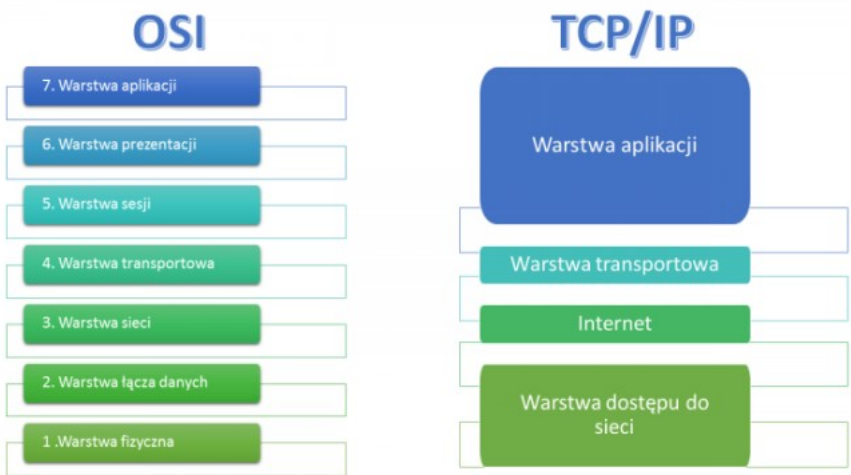 OSI
7. Warstwa aplikacji
6. Warstwa prezentacji
5. Warstwa sesji
4. Warstwa transportowa
3. Warstwa sieci
2. Warstwa łącza danych
1 .Warstwa fizyczna
TCP/IP
Warstwa aplikacji
Warstwa transportowa
Internet
Warstwa dostępu do
sieci